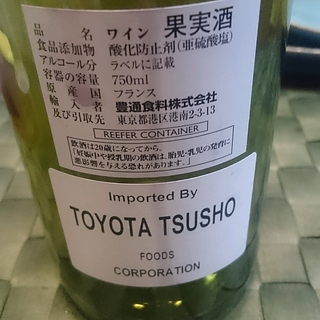 品名 ワイン 果実酒
食品添加物 酸化防止剤(亜硫酸塩)
アルコール分 ラベルに記載
容器の容量 750ml
原産国 フランス
輸入者 豊通食料株式会社
及び引取先 東京都港区港南2-3-13
REEFER CONTAINER
飲酒は20歳になってから。
「妊娠中や授乳期の飲酒は、胎児・乳児の発育に
悪影響を与える恐れがあります。」
Imported By
TOYOTA TSUSHO
FOODS
CORPORATION